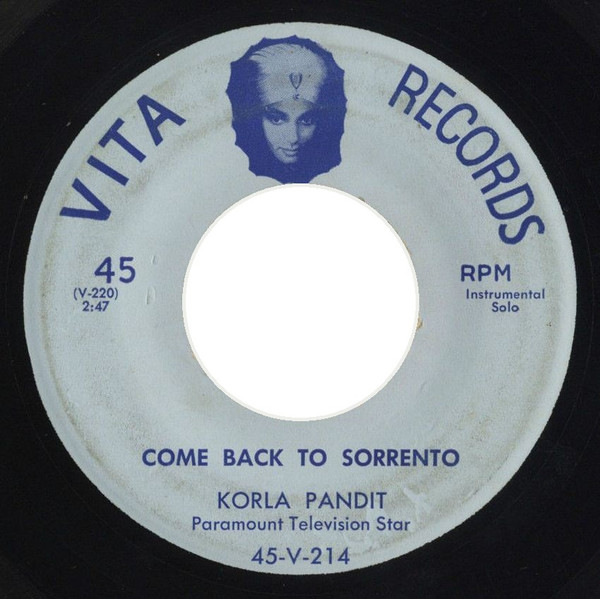 VITA RECORDS
45
(V-220)
2:47
RPM
Instrumental
Solo
COME BACK TO SORRENTO
KORLA PANDIT
Paramount Television Star
45-V-214